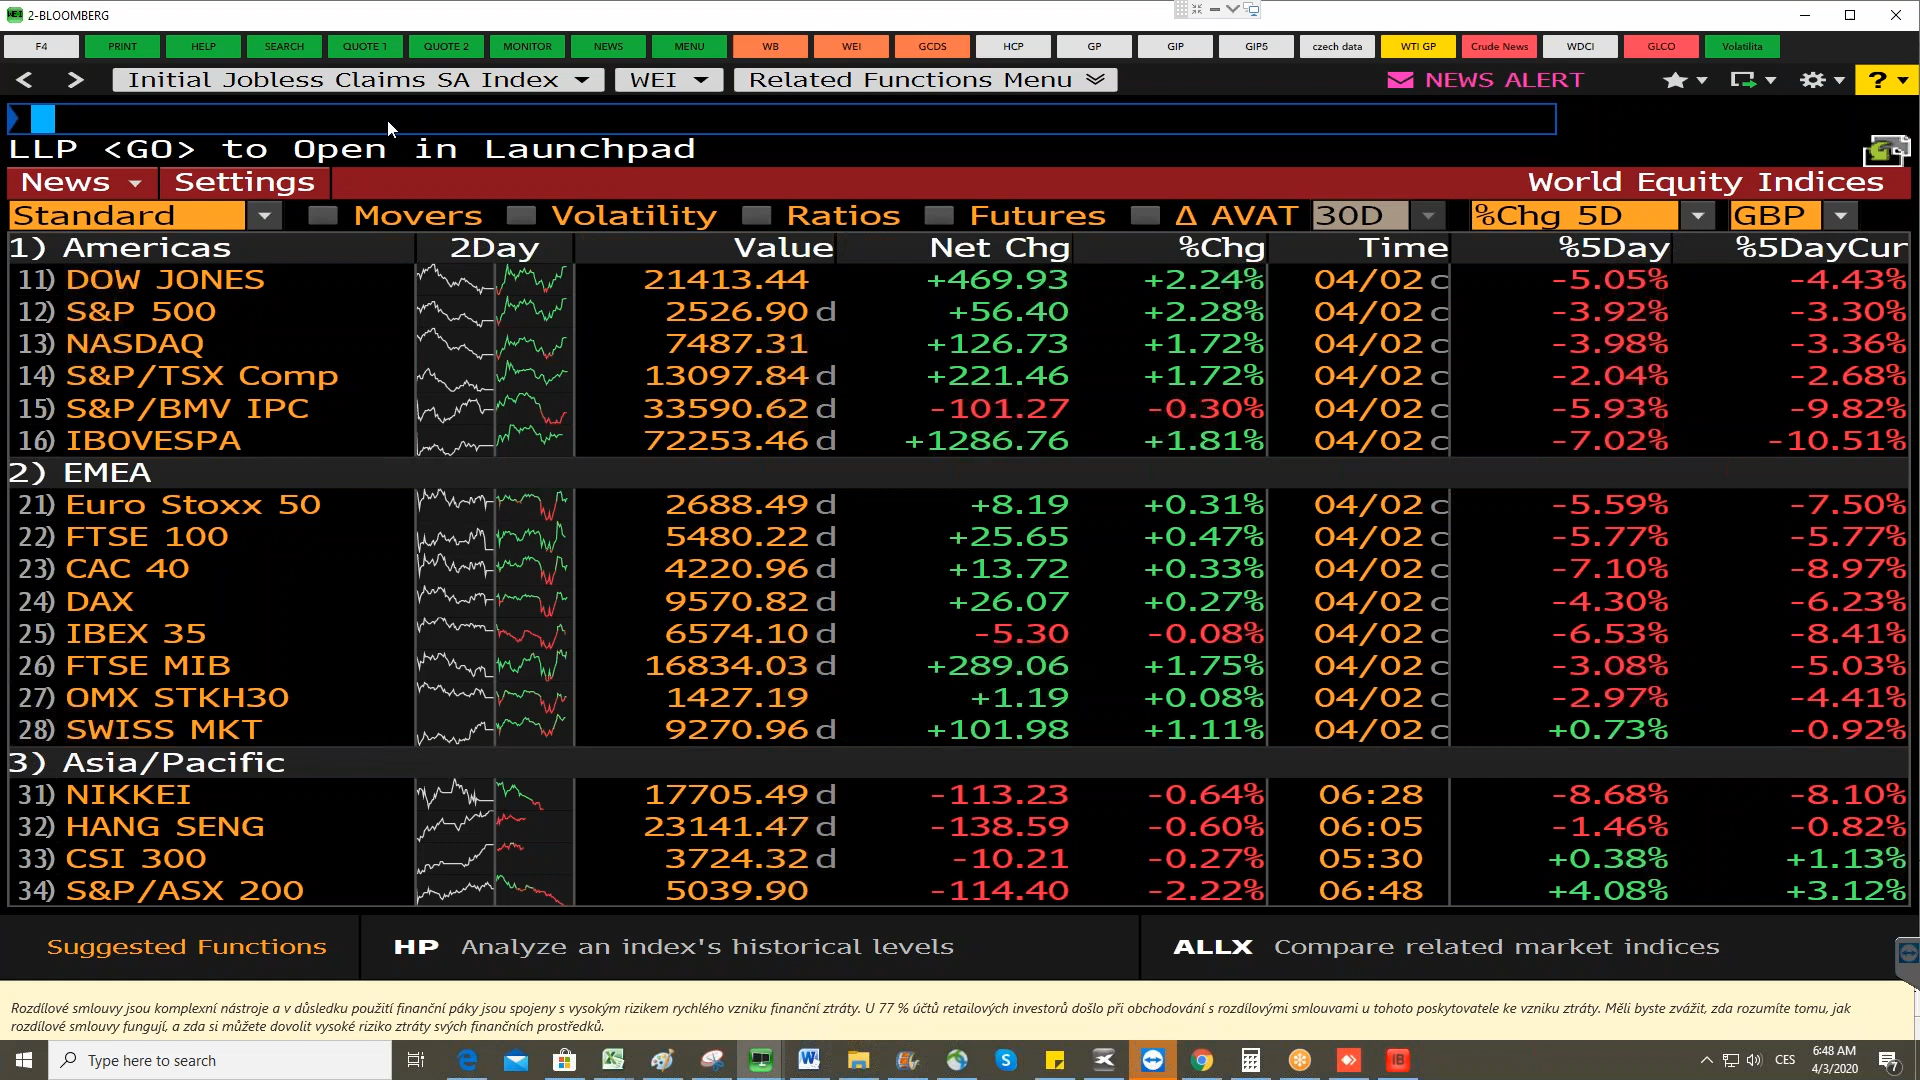 2-BLOOMBERG
F4 PRINT HELP SEARCH QUOTE 1 QUOTE 2 MONITOR NEWS MENU WB WEI GCDS HCP GP GIP GIP5 czech data WTI GP Crude News WDCI GLCO Volatilita
Initial Jobless Claims SA Index WEI Related Functions Menu NEWS ALERT ?
LLP <GO> to Open in Launchpad
News Settings World Equity Indices
Standard Movers Volatility Ratios Futures Δ AVAT 30D %Chg 5D GBP
1) Americas 2Day Value Net Chg %Chg Time %5Day %5DayCur
11) DOW JONES 21413.44 +469.93 +2.24% 04/02 c -5.05% -4.43%
12) S&P 500 2526.90 d +56.40 +2.28% 04/02 c -3.92% -3.30%
13) NASDAQ 7487.31 +126.73 +1.72% 04/02 c -3.98% -3.36%
14) S&P/TSX Comp 13097.84 d +221.46 +1.72% 04/02 c -2.04% -2.68%
15) S&P/BMV IPC 33590.62 d -101.27 -0.30% 04/02 c -5.93% -9.82%
16) IBOVESPA 72253.46 d +1286.76 +1.81% 04/02 c -7.02% -10.51%
2) EMEA
21) Euro Stoxx 50 2688.49 d +8.19 +0.31% 04/02 c -5.59% -7.50%
22) FTSE 100 5480.22 d +25.65 +0.47% 04/02 c -5.77% -5.77%
23) CAC 40 4220.96 d +13.72 +0.33% 04/02 c -7.10% -8.97%
24) DAX 9570.82 d +26.07 +0.27% 04/02 c -4.30% -6.23%
25) IBEX 35 6574.10 d -5.30 -0.08% 04/02 c -6.53% -8.41%
26) FTSE MIB 16834.03 d +289.06 +1.75% 04/02 c -3.08% -5.03%
27) OMX STKH30 1427.19 +1.19 +0.08% 04/02 c -2.97% -4.41%
28) SWISS MKT 9270.96 d +101.98 +1.11% 04/02 c +0.73% -0.92%
3) Asia/Pacific
31) NIKKEI 17705.49 d -113.23 -0.64% 06:28 -8.68% -8.10%
32) HANG SENG 23141.47 d -138.59 -0.60% 06:05 -1.46% -0.82%
33) CSI 300 3724.32 d -10.21 -0.27% 05:30 +0.38% +1.13%
34) S&P/ASX 200 5039.90 -114.40 -2.22% 06:48 +4.08% +3.12%
Suggested Functions HP Analyze an index's historical levels ALLX Compare related market indices
Rozdílové smlouvy jsou komplexní nástroje a v důsledku použití finanční páky jsou spojeny s vysokým rizikem rychlého vzniku finanční ztráty. U 77 % účtů retailových investorů došlo při obchodování s rozdílovými smlouvami u tohoto poskytovatele ke vzniku ztráty. Měli byste zvážit, zda rozumíte tomu, jak
rozdílové smlouvy fungují, a zda si můžete dovolit vysoké riziko ztráty svých finančních prostředků.
Type here to search CES 6:48 AM
4/3/2020
7